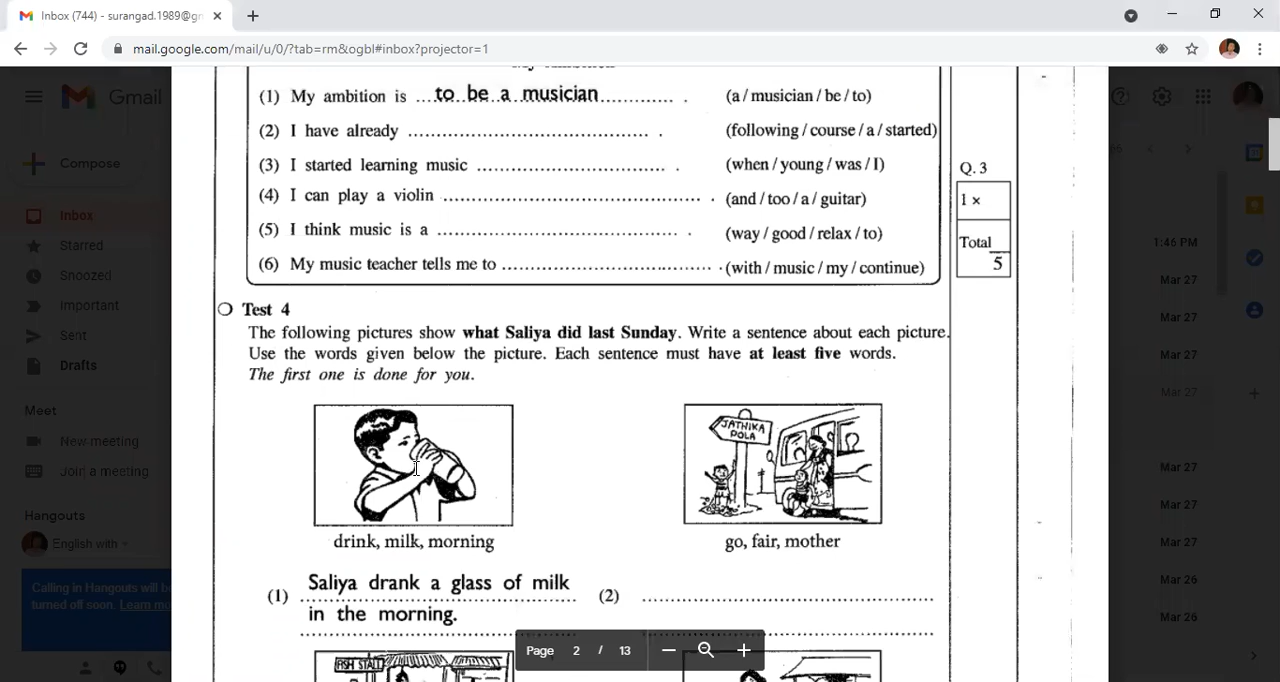 Inbox (744) - surangad.1989@gm
mail.google.com/mail/u/0/?tab=rm&ogbl#inbox?projector=1
Gmail
Compose
Inbox
Starred
Snoozed
Important
Sent
Drafts
Meet
New meeting
Join a meeting
Hangouts
English with
Calling in Hangouts will b
turned off soon. Learn mo
(1) My ambition is ...to be a musician............ . (a / musician / be / to)
(2) I have already ........................................ . (following / course / a / started)
(3) I started learning music ................................ . (when / young / was / I)
(4) I can play a violin ............................................ . (and / too / a / guitar)
(5) I think music is a ........................................ . (way / good / relax / to)
(6) My music teacher tells me to .................................... . (with / music / my / continue)
Q. 3
1 ×
Total
5
Test 4
The following pictures show what Saliya did last Sunday. Write a sentence about each picture.
Use the words given below the picture. Each sentence must have at least five words.
The first one is done for you.
JATHIKA
POLA
drink, milk, morning
go, fair, mother
(1) Saliya drank a glass of milk
in the morning.
(2) ..................................................
FISH STALL
Page 2 / 13
1:46 PM
Mar 27
Mar 27
Mar 27
Mar 27
Mar 27
Mar 27
Mar 27
Mar 26
Mar 26